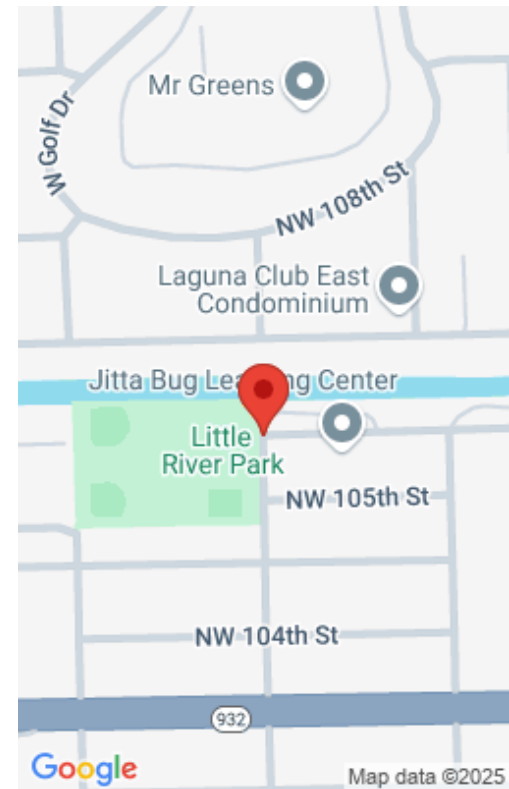 Mr Greens
W Golf Dr
NW 108th St
Laguna Club East
Condominium
Jitta Bug Lea ng Center
Little
River Park
NW 105th St
NW 104th St
932
Google
Map data ©2025